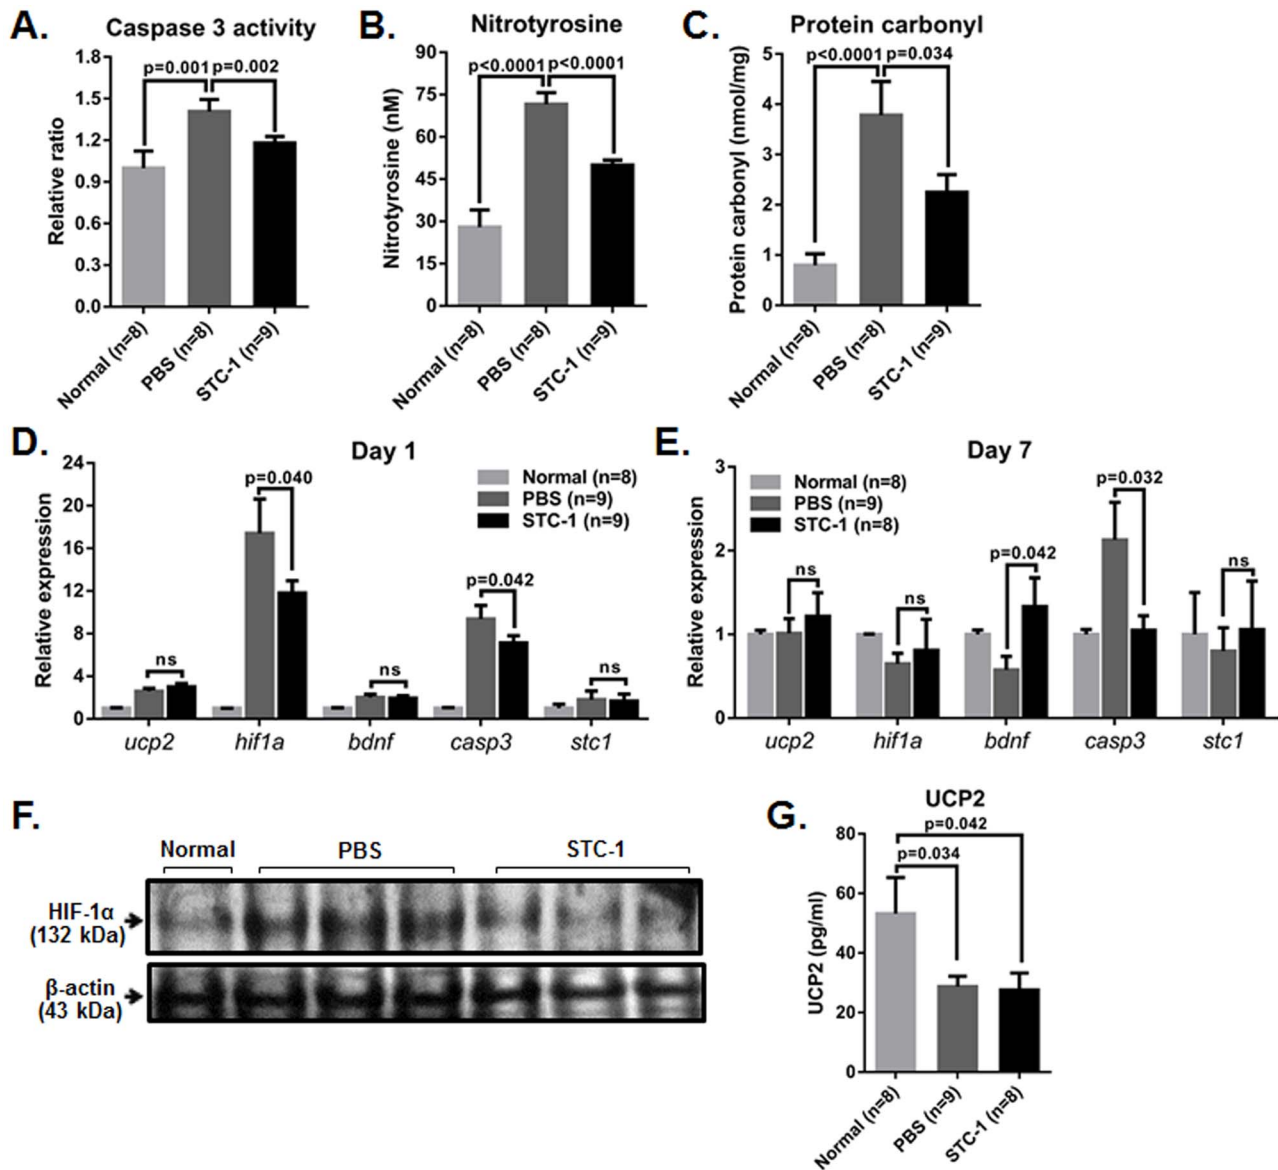 A. Caspase 3 activity
p=0.001 p=0.002
Relative ratio
1.8
1.5
1.2
0.9
0.6
0.3
0.0
Normal (n=8)
PBS (n=8)
STC-1 (n=9)
B. Nitrotyrosine
p<0.0001 p<0.0001
Nitrotyrosine (nM)
90
75
60
45
30
15
0
Normal (n=8)
PBS (n=8)
STC-1 (n=9)
C. Protein carbonyl
p<0.0001 p=0.034
Protein carbonyl (nmol/mg)
5
4
3
2
1
0
Normal (n=8)
PBS (n=8)
STC-1 (n=9)
D. Day 1
Normal (n=8)
PBS (n=9)
STC-1 (n=9)
Relative expression
24
20
16
12
8
4
0
ns
p=0.040
ns
p=0.042
ns
ucp2 hif1a bdnf casp3 stc1
E. Day 7
Normal (n=8)
PBS (n=9)
STC-1 (n=8)
Relative expression
3
2
1
0
ns
ns
p=0.042
p=0.032
ns
ucp2 hif1a bdnf casp3 stc1
F.
Normal PBS STC-1
HIF-1α
(132 kDa)
β-actin
(43 kDa)
G. UCP2
p=0.042
p=0.034
UCP2 (pg/ml)
80
60
40
20
0
Normal (n=8)
PBS (n=9)
STC-1 (n=8)